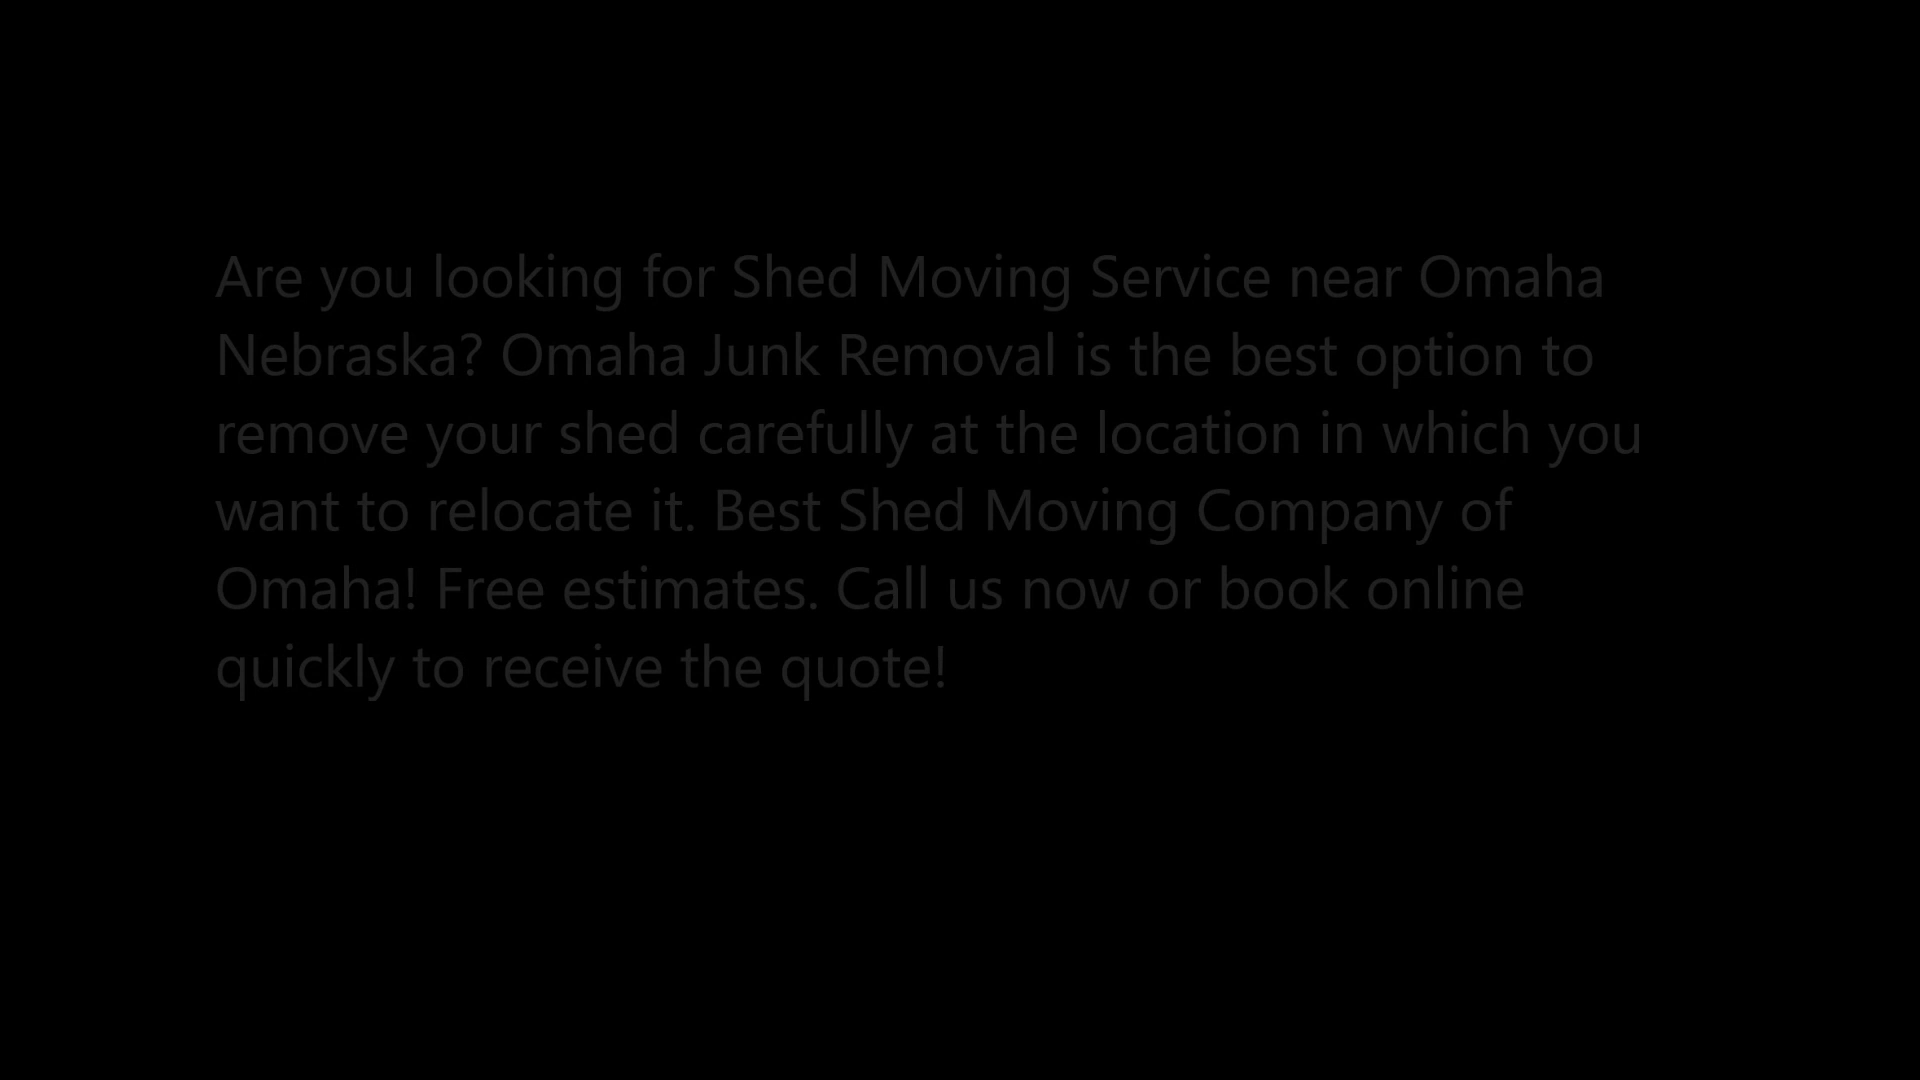 Are you looking for Shed Moving Service near Omaha
Nebraska? Omaha Junk Removal is the best option to
remove your shed carefully at the location in which you
want to relocate it. Best Shed Moving Company of
Omaha! Free estimates. Call us now or book online
quickly to receive the quote!